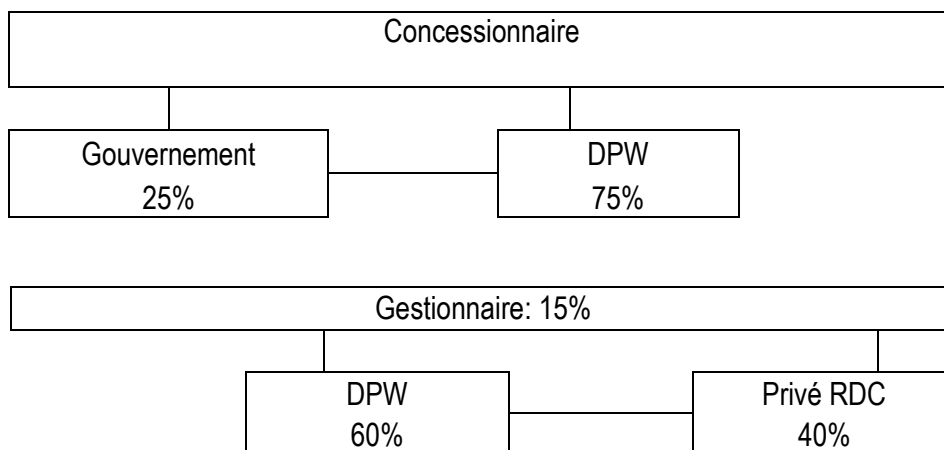 Concessionnaire
Gouvernement
25%
DPW
75%
Gestionnaire: 15%
DPW
60%
Privé RDC
40%